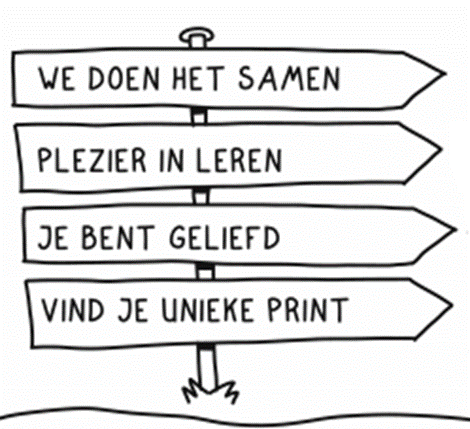 WE DOEN HET SAMEN
PLEZIER IN LEREN
JE BENT GELIEFD
VIND JE UNIEKE PRINT